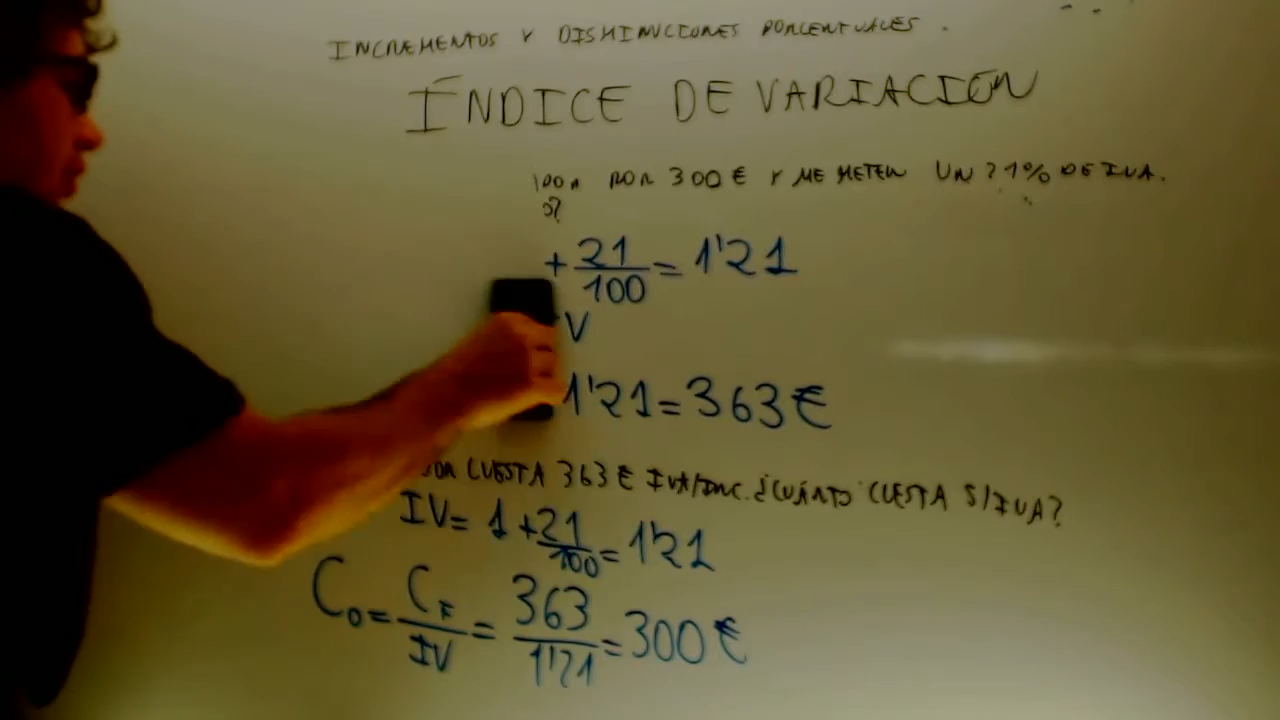 INCREMENTOS Y DISMINUCIONES PORCENTUALES.
ÍNDICE DE VARIACIÓN
POR 300 € Y ME METEN UN 21% DE IVA.
O?
+ 21/100 = 1'21
V
1'21 = 363 €
CUESTA 363 € IVA/INC. ¿CUÁNTO CUESTA S/IVA?
IV = 1 + 21/100 = 1'21
C₀ = C_F/IV = 363/1'21 = 300 €